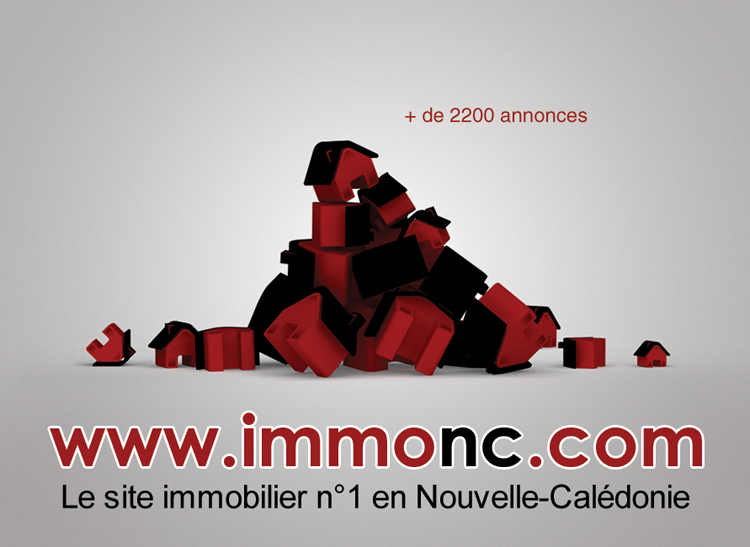 + de 2200 annonces
www.immonc.com
Le site immobilier n°1 en Nouvelle-Calédonie